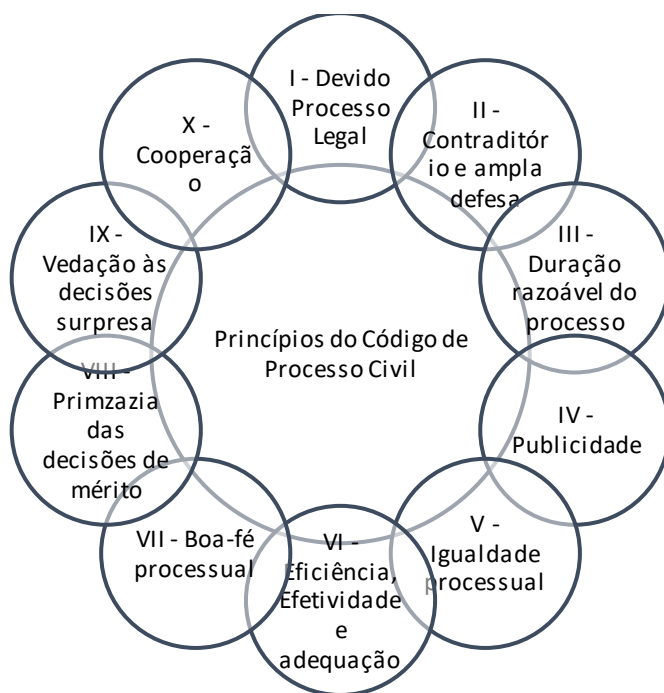 I - Devido
Processo
Legal
II -
Contraditór
io e ampla
defesa
III -
Duração
razoável do
processo
IV -
Publicidade
V -
Igualdade
processual
VI -
Eficiência,
Efetividade
e
adequação
VII - Boa-fé
processual
VIII -
Primzazia
das
decisões de
mérito
IX -
Vedação às
decisões
surpresa
X -
Cooperaçã
o
Princípios do Código de
Processo Civil